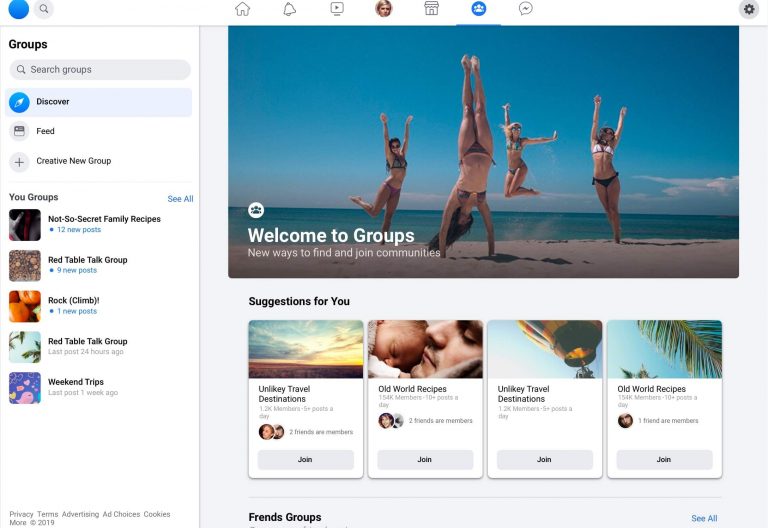 Groups
Search groups
Discover
Feed
Creative New Group
You Groups
See All
Not-So-Secret Family Recipes
12 new posts
Red Table Talk Group
9 new posts
Rock (Climb)!
1 new posts
Red Table Talk Group
Last post 24 hours ago
Weekend Trips
Last post 1 week ago
Privacy Terms Advertising Ad Choices Cookies
More © 2019
Welcome to Groups
New ways to find and join communities
Suggestions for You
Unlikey Travel
Destinations
1.2K Members • 5+ posts a
day
2 friends are members
Join
Old World Recipes
154K Members • 10+ posts a
day
2 friends are members
Join
Unlikey Travel
Destinations
1.2K Members • 5+ posts a
day
Join
Old World Recipes
154K Members • 10+ posts a
day
1 friend are members
Join
Frends Groups
See All